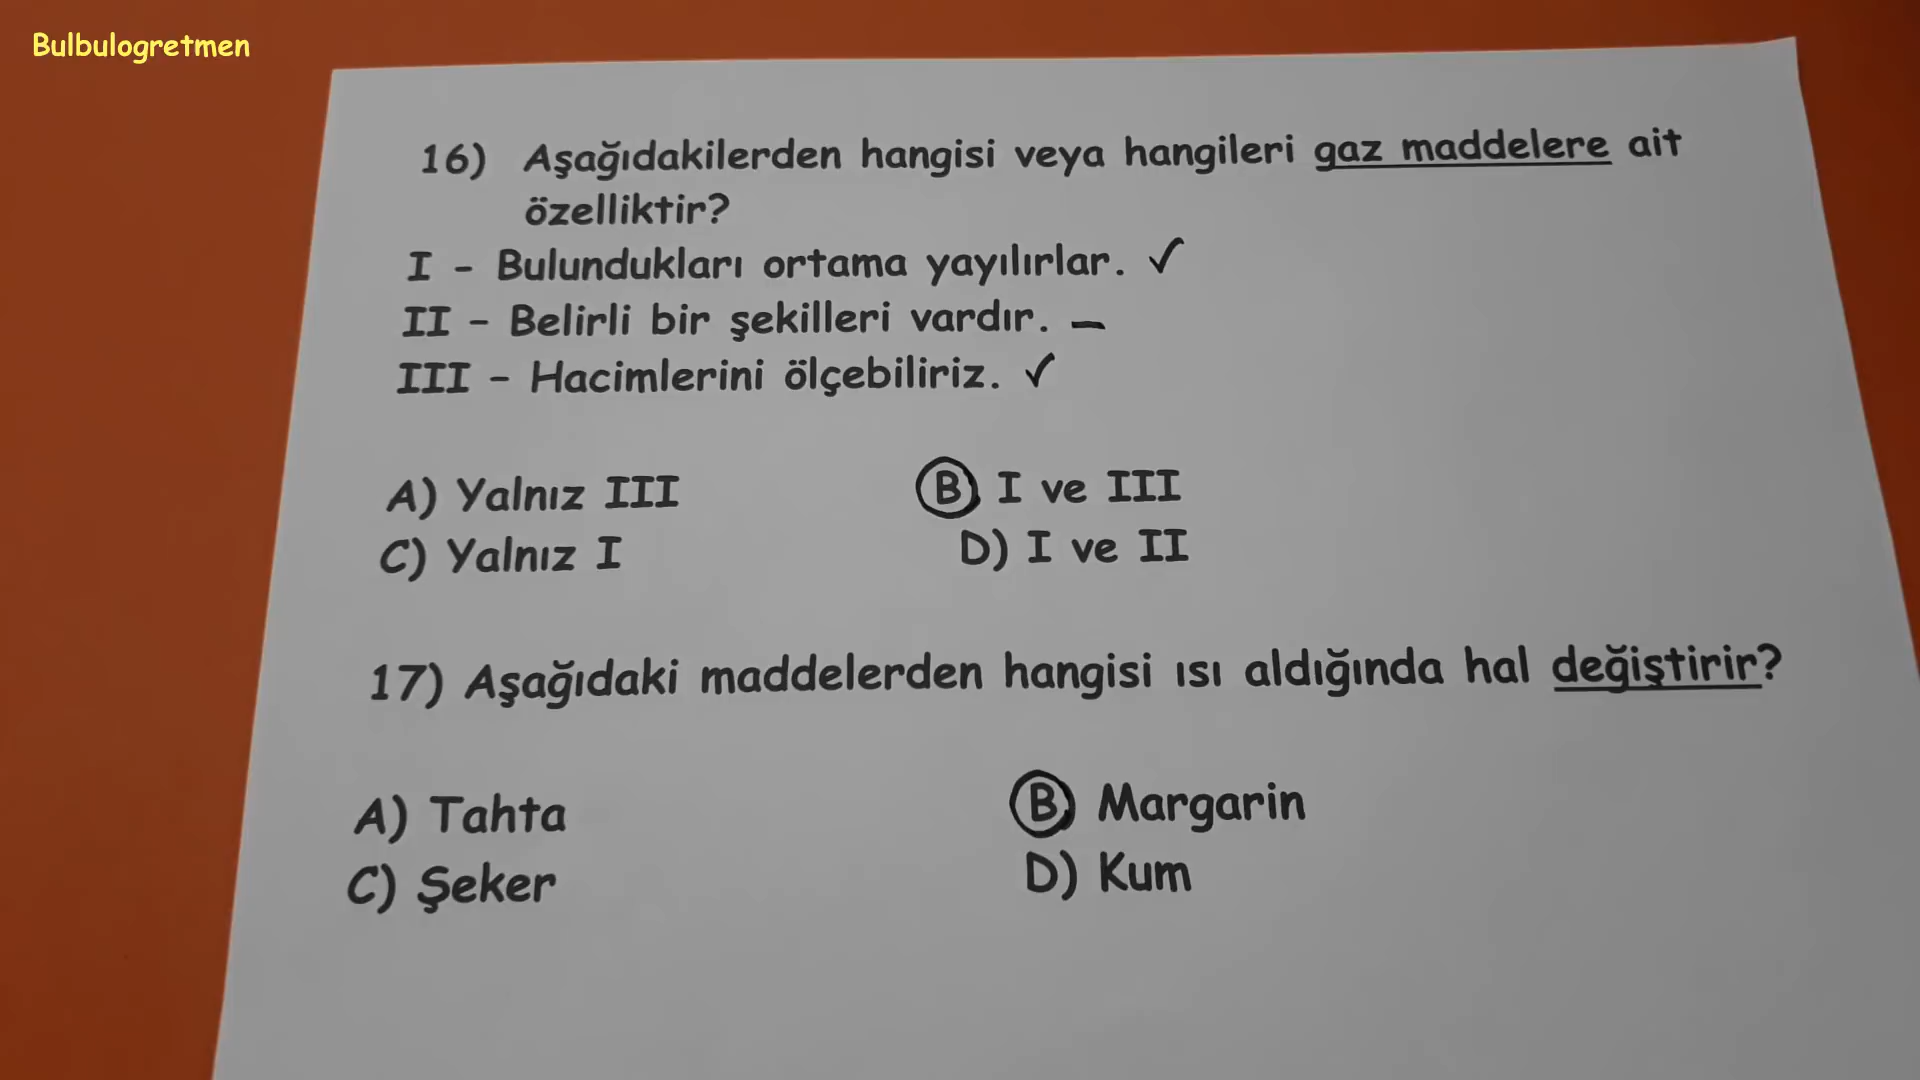 Bulbulogretmen
16) Aşağıdakilerden hangisi veya hangileri gaz maddelere ait
özelliktir?
I - Bulundukları ortama yayılırlar. ✓
II - Belirli bir şekilleri vardır. –
III - Hacimlerini ölçebiliriz. ✓
A) Yalnız III B) I ve III
C) Yalnız I D) I ve II
17) Aşağıdaki maddelerden hangisi ısı aldığında hal değiştirir?
A) Tahta B) Margarin
C) Şeker D) Kum